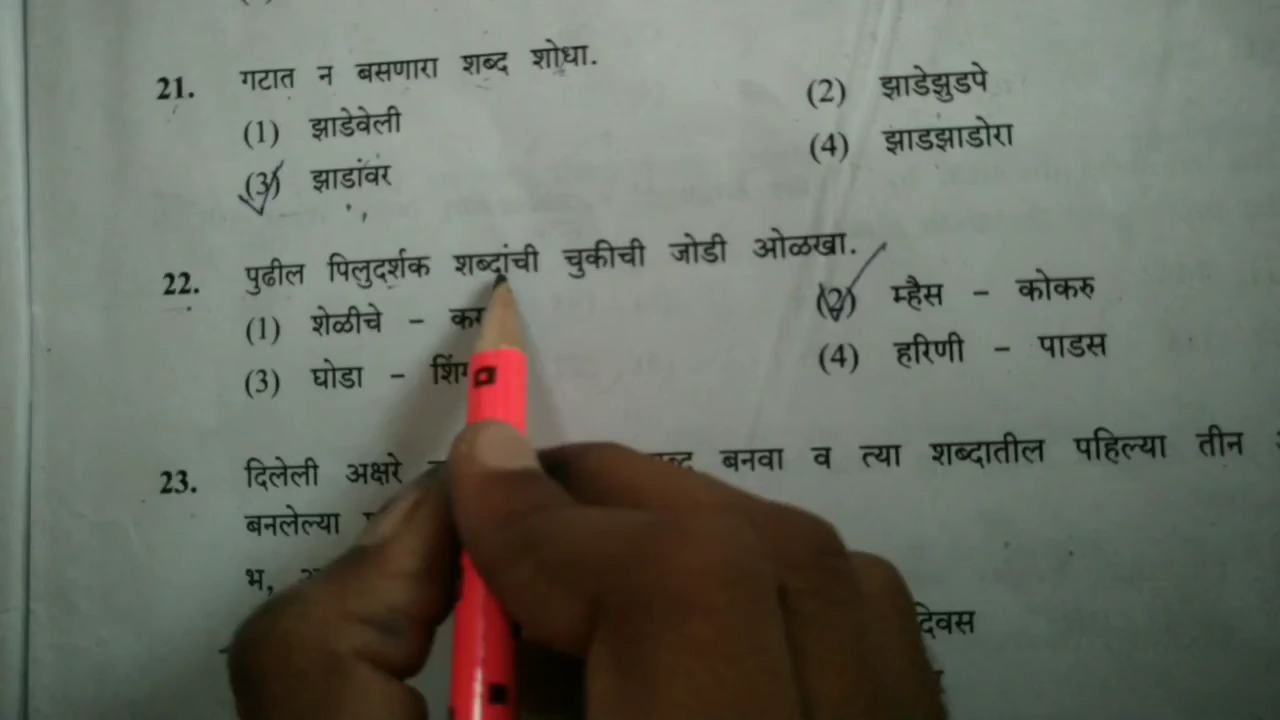 21. गटात न बसणारा शब्द शोधा.
(1) झाडेवेली (2) झाडेझुडपे
(3) झाडांवर (4) झाडझाडोरा
22. पुढील पिलुदर्शक शब्दांची चुकीची जोडी ओळखा.
(1) शेळीचे - (2) म्हैस - कोकरु
(3) घोडा - (4) हरिणी - पाडस
23. दिलेली अक्षरे बनवा व त्या शब्दातील पहिल्या तीन
बनलेल्या
भ,
दिवस